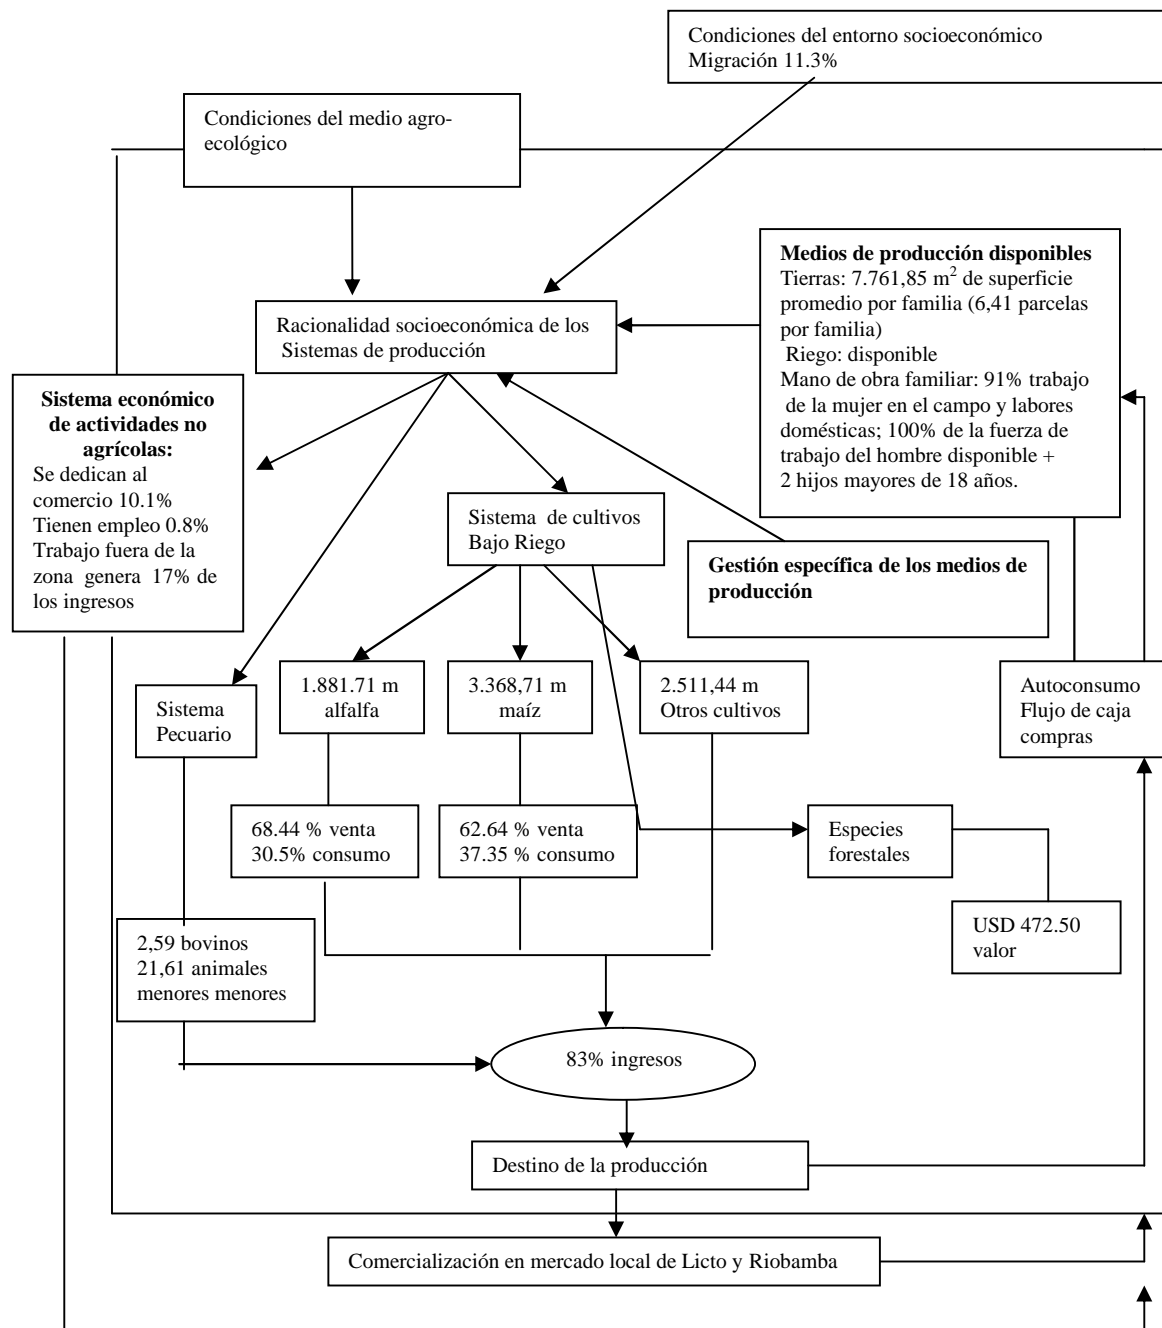 Condiciones del entorno socioeconómico
Migración 11.3%
Condiciones del medio agro-
ecológico
Medios de producción disponibles
Tierras: 7.761,85 m² de superficie
promedio por familia (6,41 parcelas
por familia)
Riego: disponible
Mano de obra familiar: 91% trabajo
de la mujer en el campo y labores
domésticas; 100% de la fuerza de
trabajo del hombre disponible +
2 hijos mayores de 18 años.
Racionalidad socioeconómica de los
Sistemas de producción
Sistema económico
de actividades no
agrícolas:
Se dedican al
comercio 10.1%
Tienen empleo 0.8%
Trabajo fuera de la
zona genera 17% de
los ingresos
Sistema de cultivos
Bajo Riego
Gestión específica de los medios de
producción
Sistema
Pecuario
1.881.71 m
alfalfa
3.368,71 m
maíz
2.511,44 m
Otros cultivos
Autoconsumo
Flujo de caja
compras
68.44 % venta
30.5% consumo
62.64 % venta
37.35 % consumo
Especies
forestales
2,59 bovinos
21,61 animales
menores menores
USD 472.50
valor
83% ingresos
Destino de la producción
Comercialización en mercado local de Licto y Riobamba